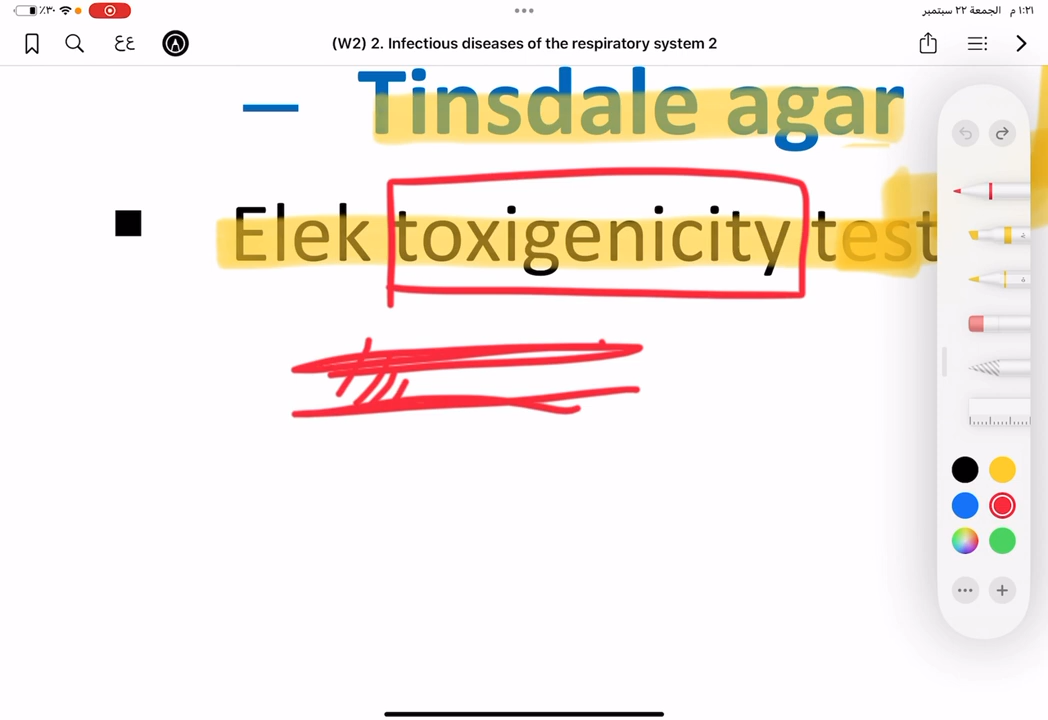 ٪٣٠ ١:٢١ م الجمعة ٢٢ سبتمبر
ع ع (W2) 2. Infectious diseases of the respiratory system 2
– Tinsdale agar
■ Elek toxigenicity test